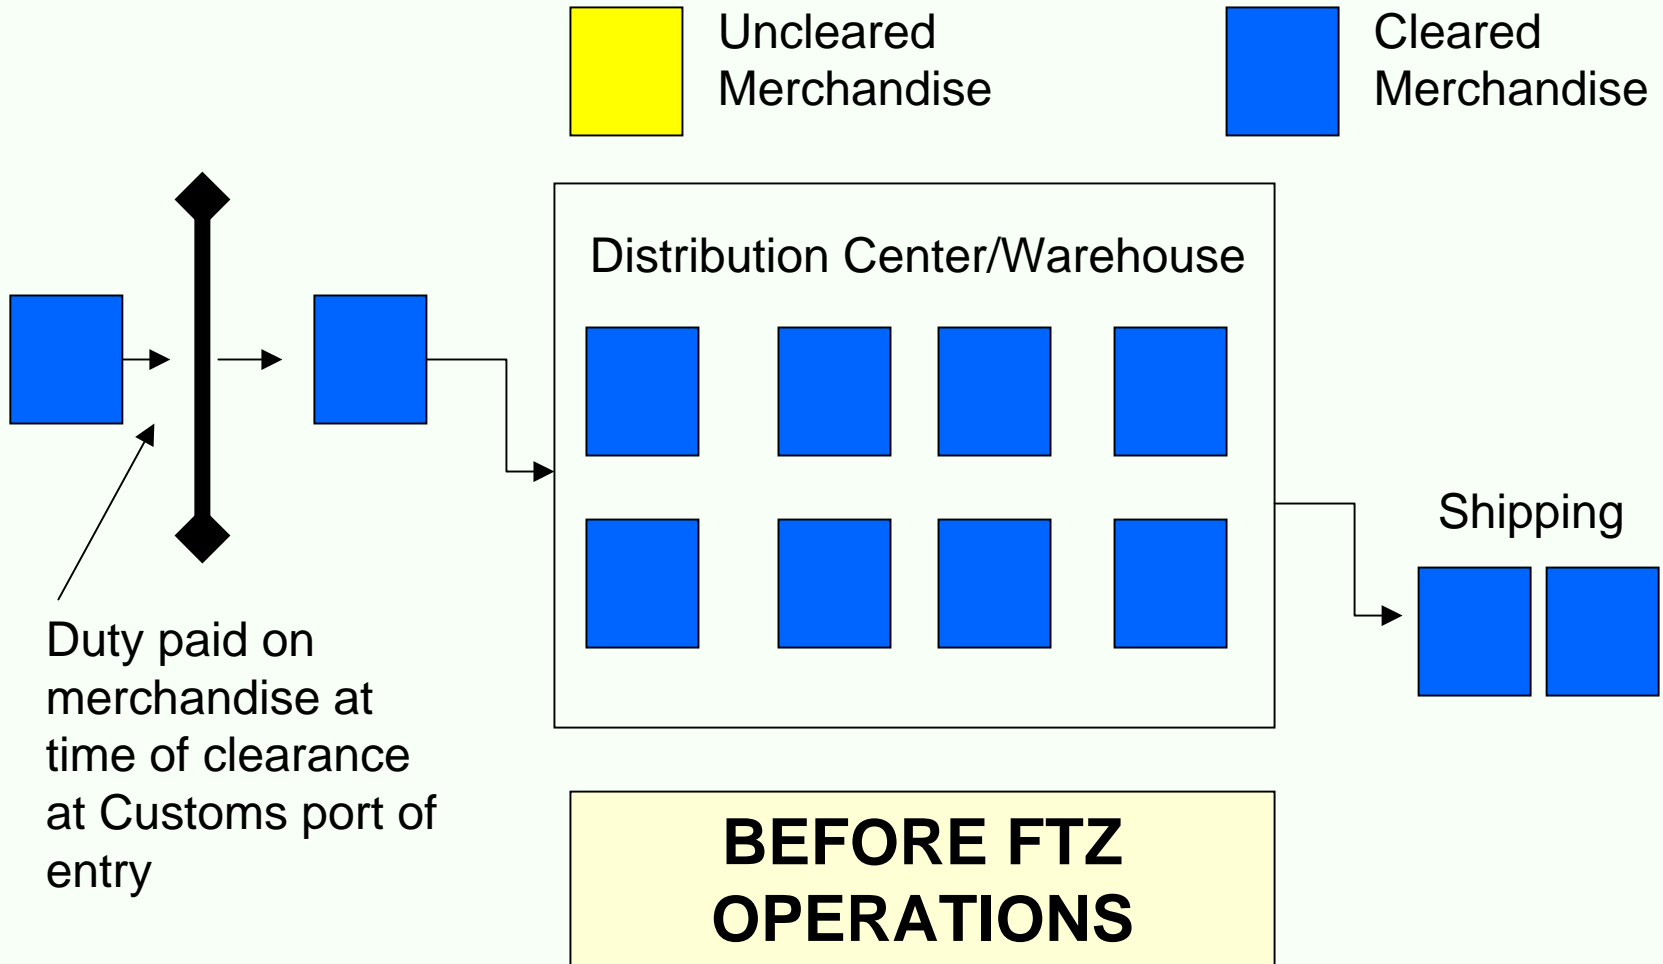 Uncleared
Merchandise
Cleared
Merchandise
Distribution Center/Warehouse
Shipping
Duty paid on
merchandise at
time of clearance
at Customs port of
entry
BEFORE FTZ
OPERATIONS